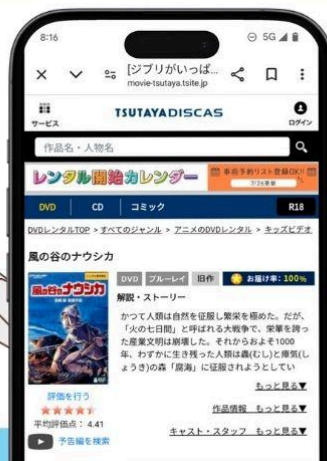 8:16
5G
[ジブリがいっぱ...
movie-tsutaya.tsite.jp
サービス
TSUTAYADISCAS
ログイン
作品名・人物名
レンタル開始カレンダー
事前予約リスト登録OK!!
7/26更新
DVD
CD
コミック
R18
DVDレンタルTOP > すべてのジャンル > アニメのDVDレンタル > キッズビデオ
風の谷のナウシカ
DVD
ブルーレイ
旧作
お届け率：100%
解説・ストーリー
かつて人類は自然を征服し繁栄を極めた。だが、
「火の七日間」と呼ばれる大戦争で、栄華を誇っ
た産業文明は崩壊した。それからおよそ1000
年、わずかに生き残った人類は蟲(むし)と瘴気(し
ょうき)の森「腐海」に征服されようとしてい
もっと見る▼
風の谷のナウシカ
評価を行う
平均評価点： 4.41
予告編を検索
作品情報 もっと見る▼
キャスト・スタッフ もっと見る▼